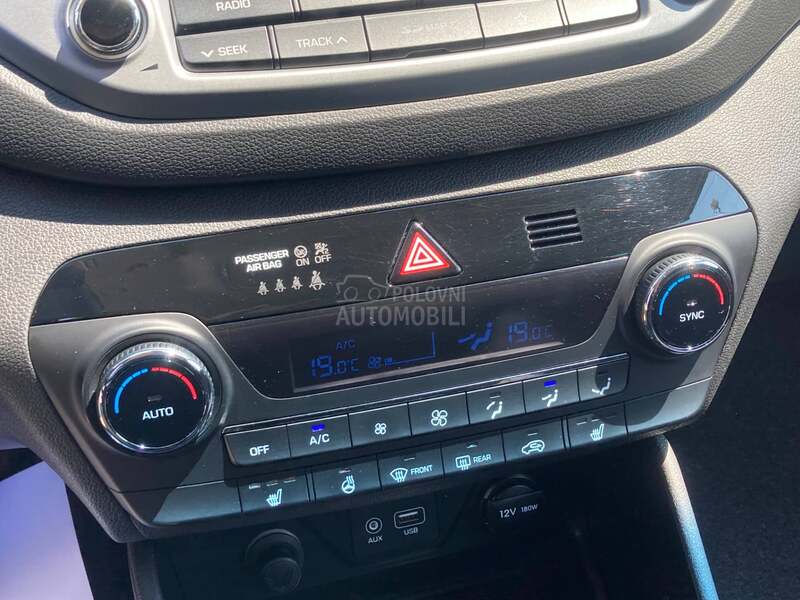 RADIO
SEEK TRACK
PASSENGER
AIR BAG
ON OFF
POLOVNI
AUTOMOBILI
A/C
19.0°C 19.0°C
SYNC
AUTO
OFF A/C
FRONT REAR
AUX USB 12V 180W